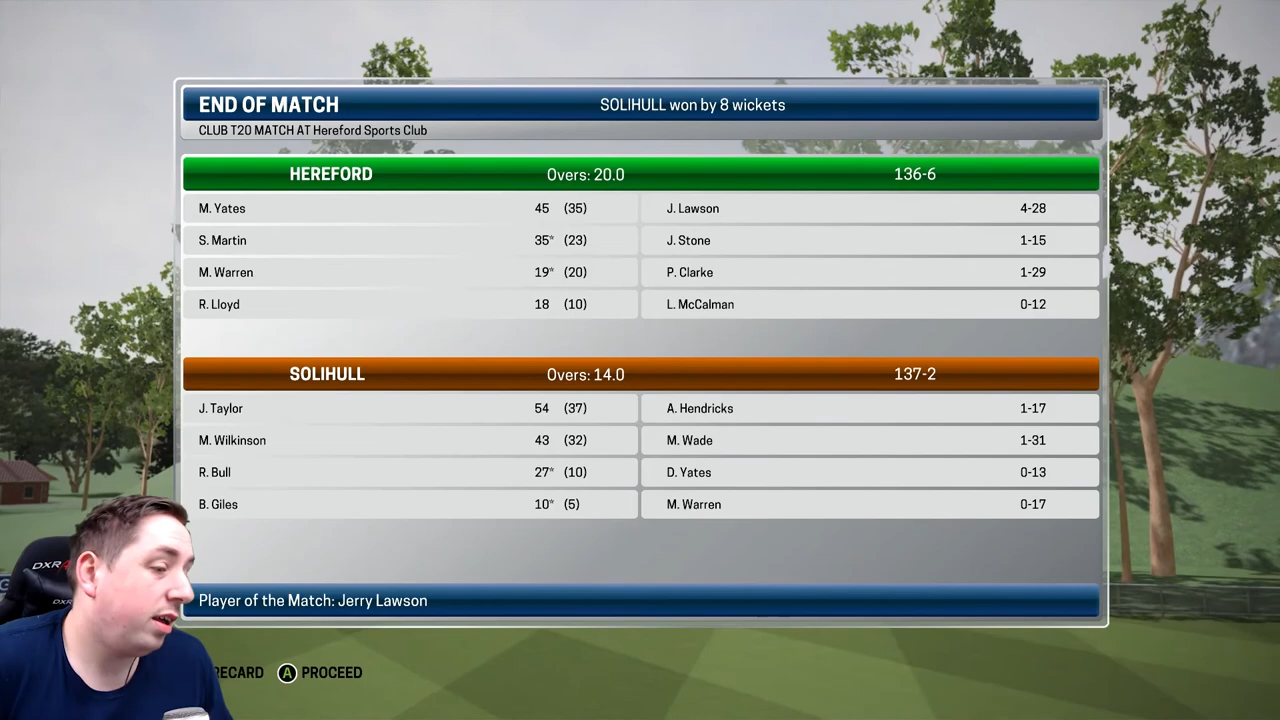 END OF MATCH SOLIHULL won by 8 wickets
CLUB T20 MATCH AT Hereford Sports Club
HEREFORD Overs: 20.0 136-6
M. Yates 45 (35) J. Lawson 4-28
S. Martin 35* (23) J. Stone 1-15
M. Warren 19* (20) P. Clarke 1-29
R. Lloyd 18 (10) L. McCalman 0-12
SOLIHULL Overs: 14.0 137-2
J. Taylor 54 (37) A. Hendricks 1-17
M. Wilkinson 43 (32) M. Wade 1-31
R. Bull 27* (10) D. Yates 0-13
B. Giles 10* (5) M. Warren 0-17
DXR
DXR
Player of the Match: Jerry Lawson
RECARD A PROCEED